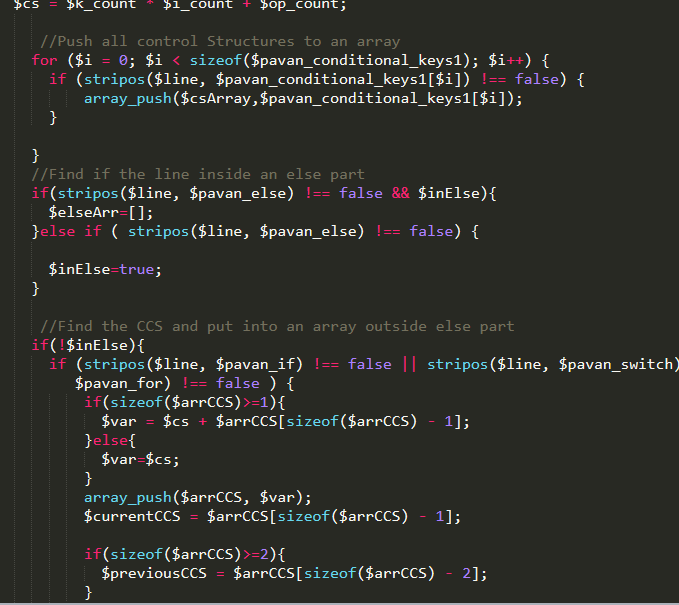 $cs = $k_count * $i_count + $op_count;
//Push all control Structures to an array
for ($i = 0; $i < sizeof($pavan_conditional_keys1); $i++) {
if (stripos($line, $pavan_conditional_keys1[$i]) !== false) {
array_push($csArray,$pavan_conditional_keys1[$i]);
}
}
//Find if the line inside an else part
if(stripos($line, $pavan_else) !== false && $inElse){
$elseArr=[];
}else if ( stripos($line, $pavan_else) !== false) {
$inElse=true;
}
//Find the CCS and put into an array outside else part
if(!$inElse){
if (stripos($line, $pavan_if) !== false || stripos($line, $pavan_switch)
$pavan_for) !== false ) {
if(sizeof($arrCCS)>=1){
$var = $cs + $arrCCS[sizeof($arrCCS) - 1];
}else{
$var=$cs;
}
array_push($arrCCS, $var);
$currentCCS = $arrCCS[sizeof($arrCCS) - 1];
if(sizeof($arrCCS)>=2){
$previousCCS = $arrCCS[sizeof($arrCCS) - 2];
}